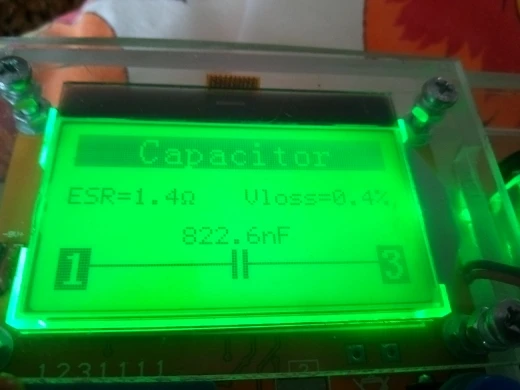 Capacitor
ESR=1.4Ω Vloss=0.4%
822.6nF
1 3
1231111